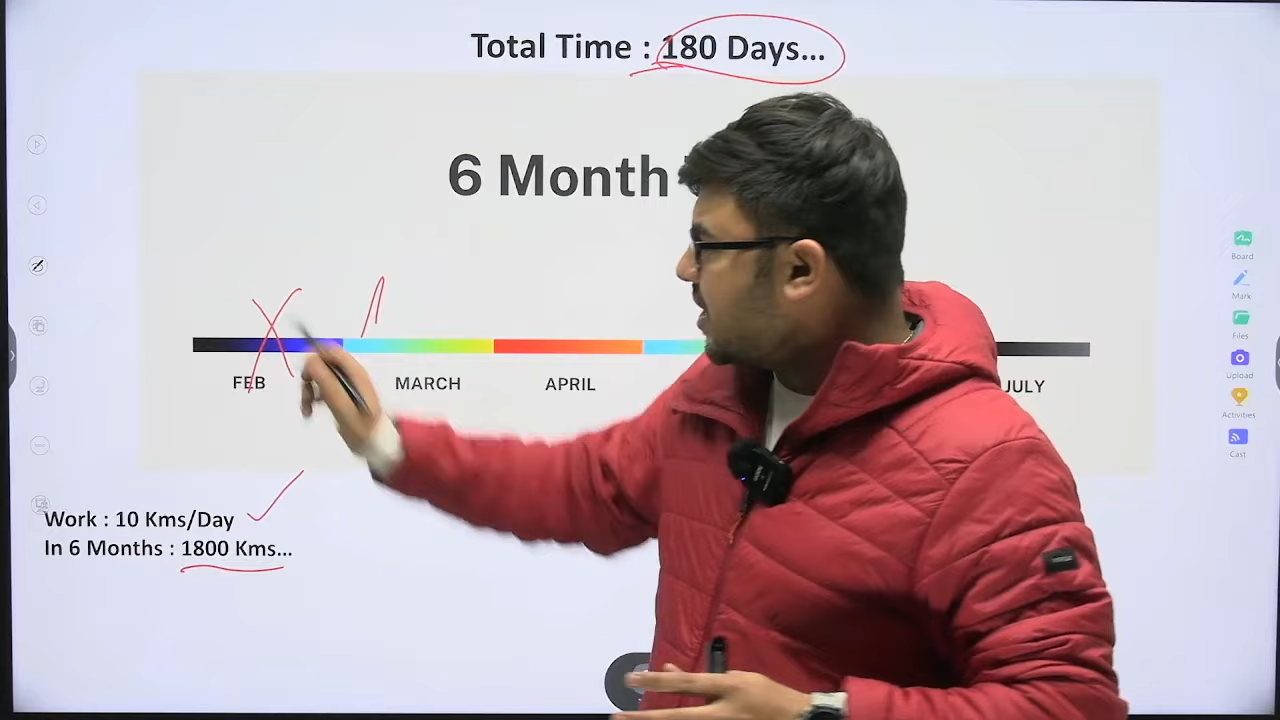 Total Time : 180 Days...
6 Month
FEB MARCH APRIL JULY
Work : 10 Kms/Day
In 6 Months : 1800 Kms...
Board
Mark
Files
Upload
Activities
Cast